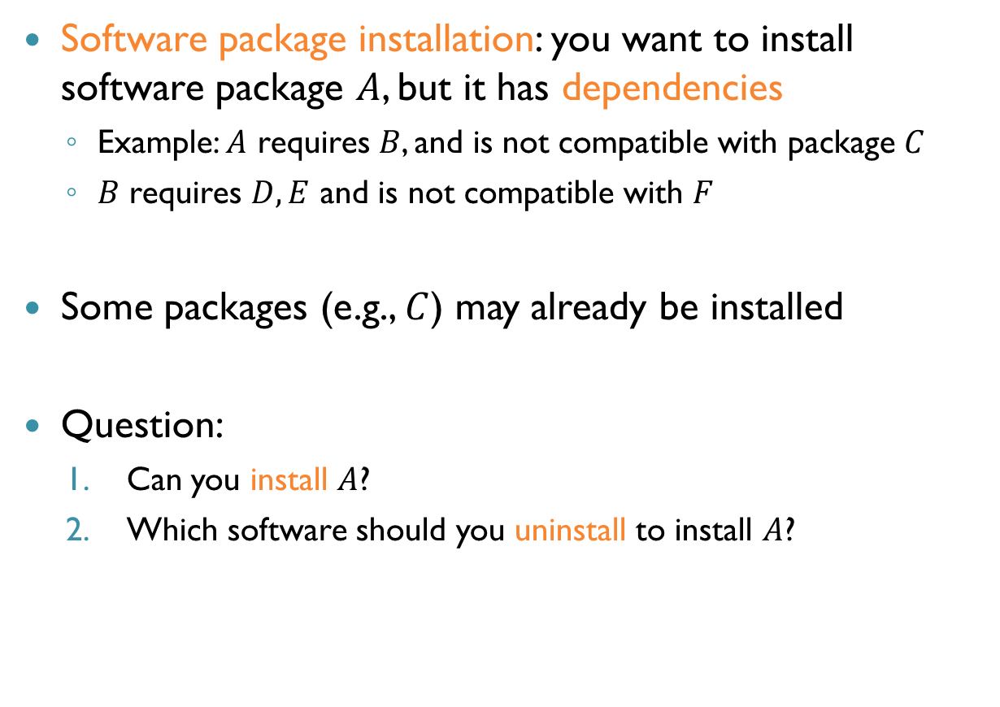 • Software package installation: you want to install
software package A, but it has dependencies
◦ Example: A requires B, and is not compatible with package C
◦ B requires D, E and is not compatible with F
• Some packages (e.g., C) may already be installed
• Question:
1. Can you install A?
2. Which software should you uninstall to install A?